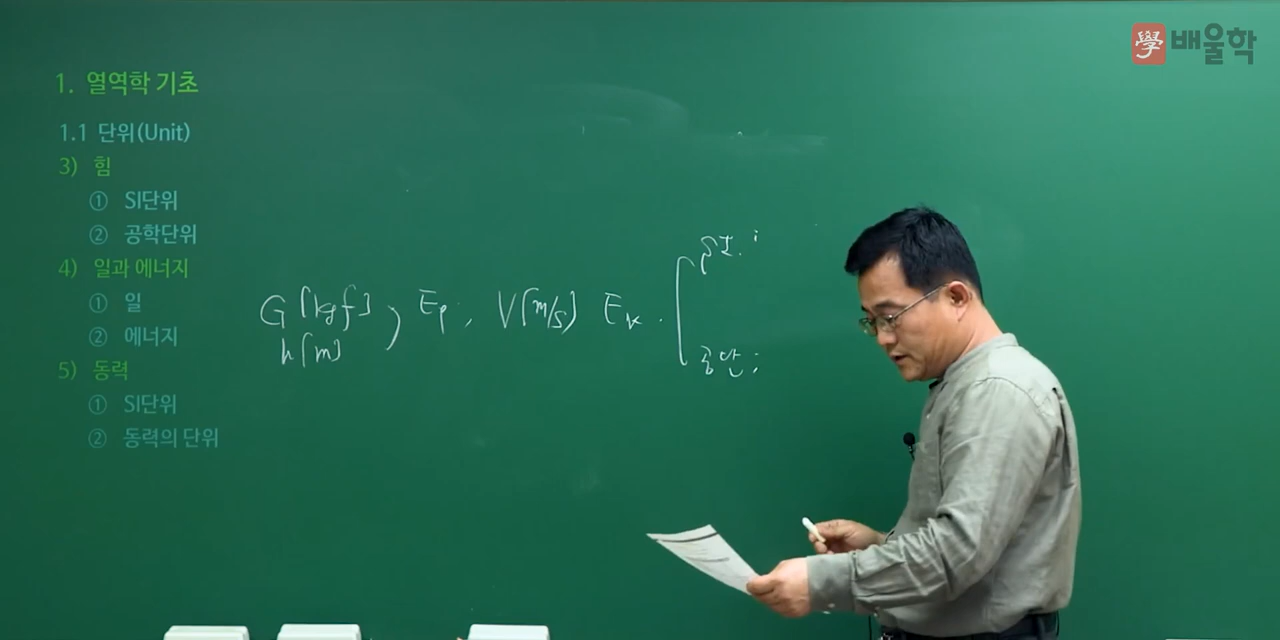 學 배울학
1. 열역학 기초
1.1 단위(Unit)
3) 힘
① SI단위
② 공학단위
4) 일과 에너지
① 일
② 에너지
5) 동력
① SI단위
② 동력의 단위
G [kgf]
h [m]
, Ep, V[m/s] Ek.
공단 ;